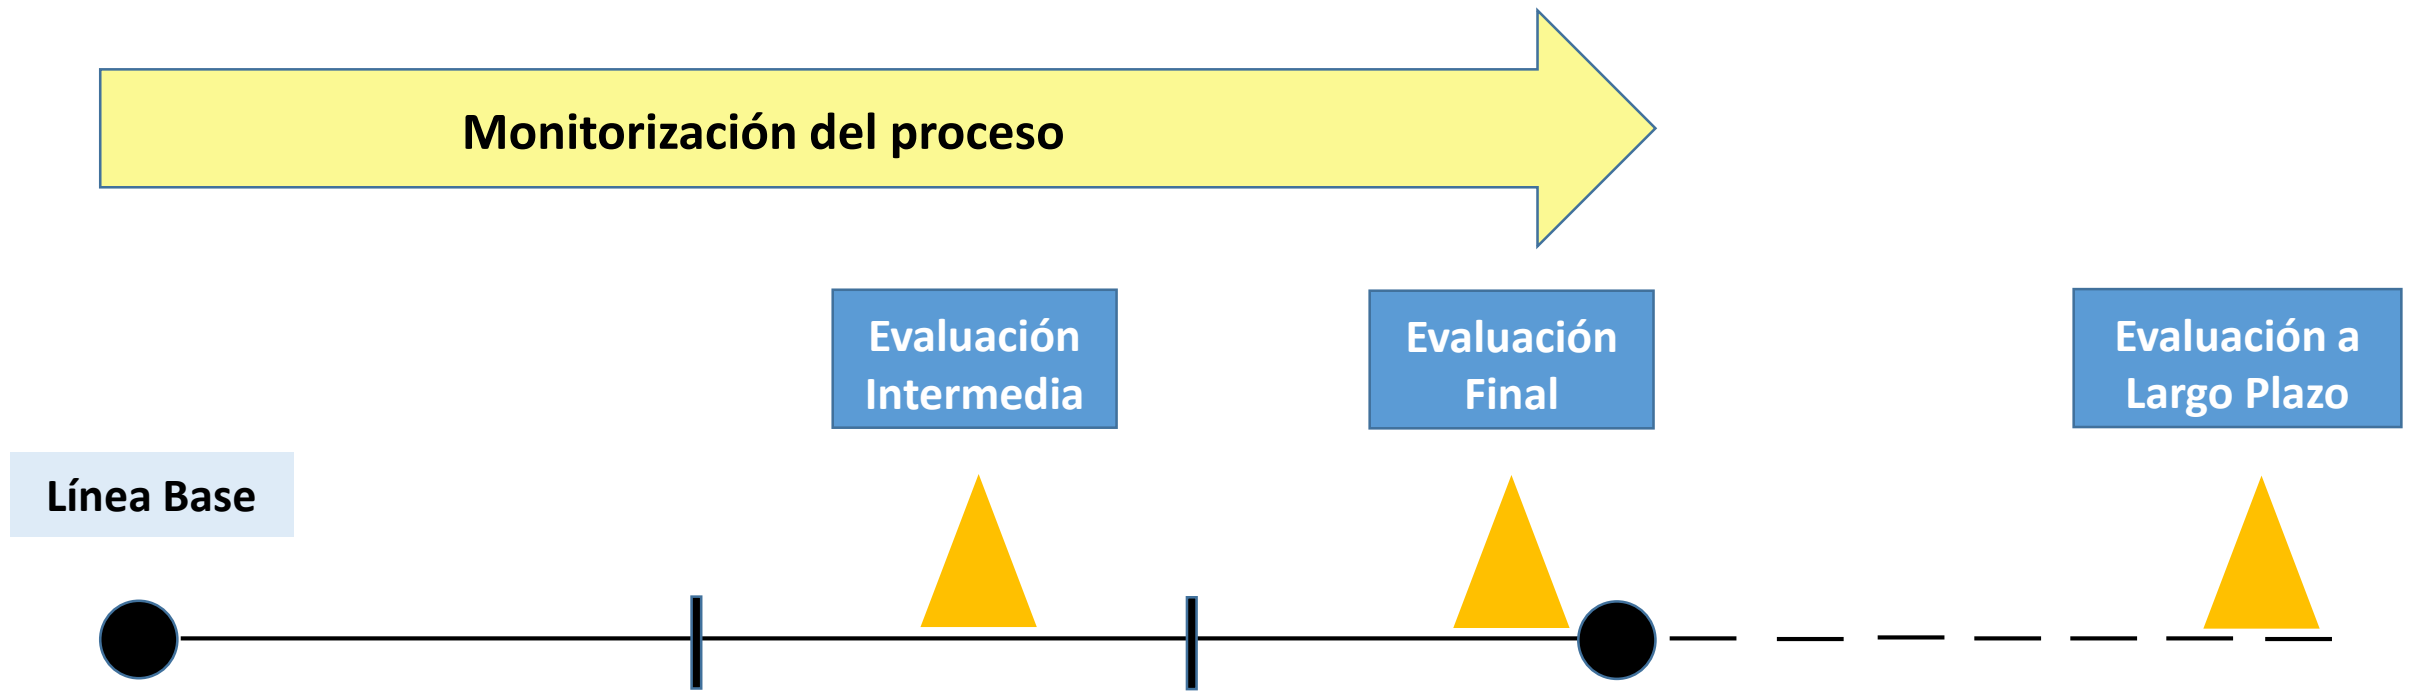 Monitorización del proceso
Evaluación
Intermedia
Evaluación
Final
Evaluación a
Largo Plazo
Línea Base